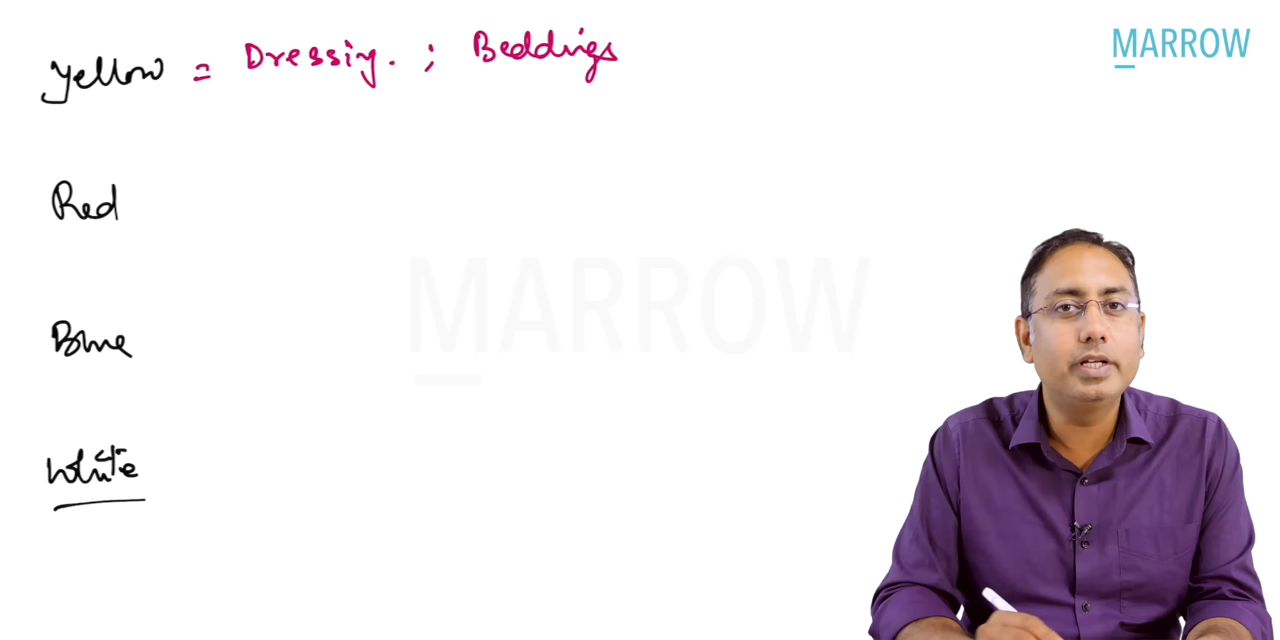 MARROW
Yellow = Dressing. ; Beddings
Red
MARROW
Blue
White